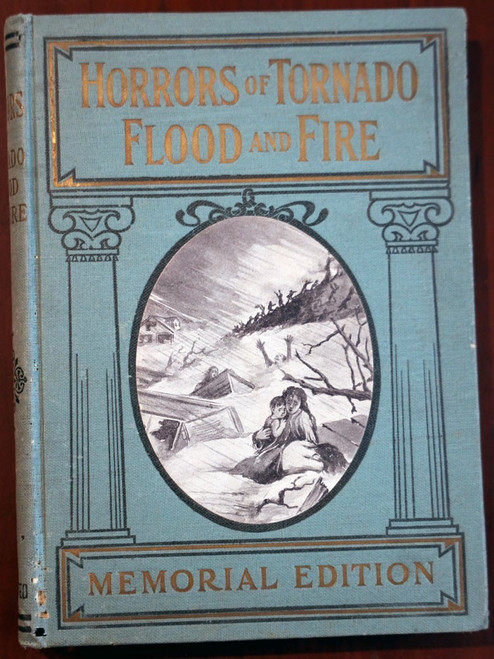 HORRORS OF TORNADO
FLOOD AND FIRE
MEMORIAL EDITION